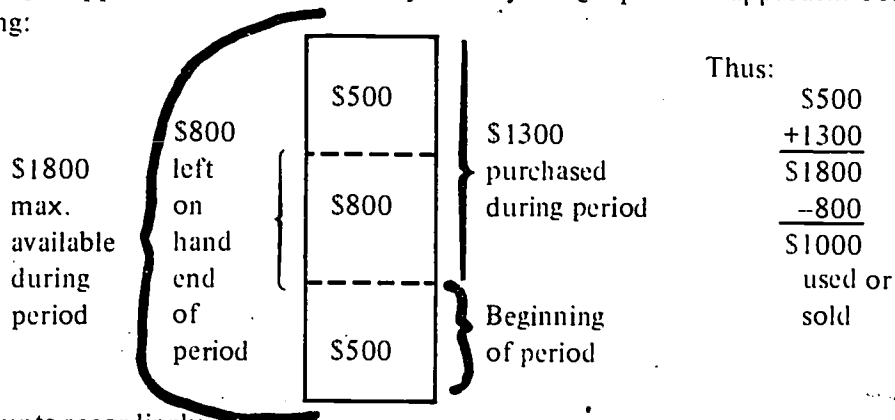 ng:
$1800
max.
available
during
period
$800
left
on
hand
end
of
period
$500
$800
$500
$1300
purchased
during period
Beginning
of period
Thus:
$500
+1300
$1800
–800
$1000
used or
sold